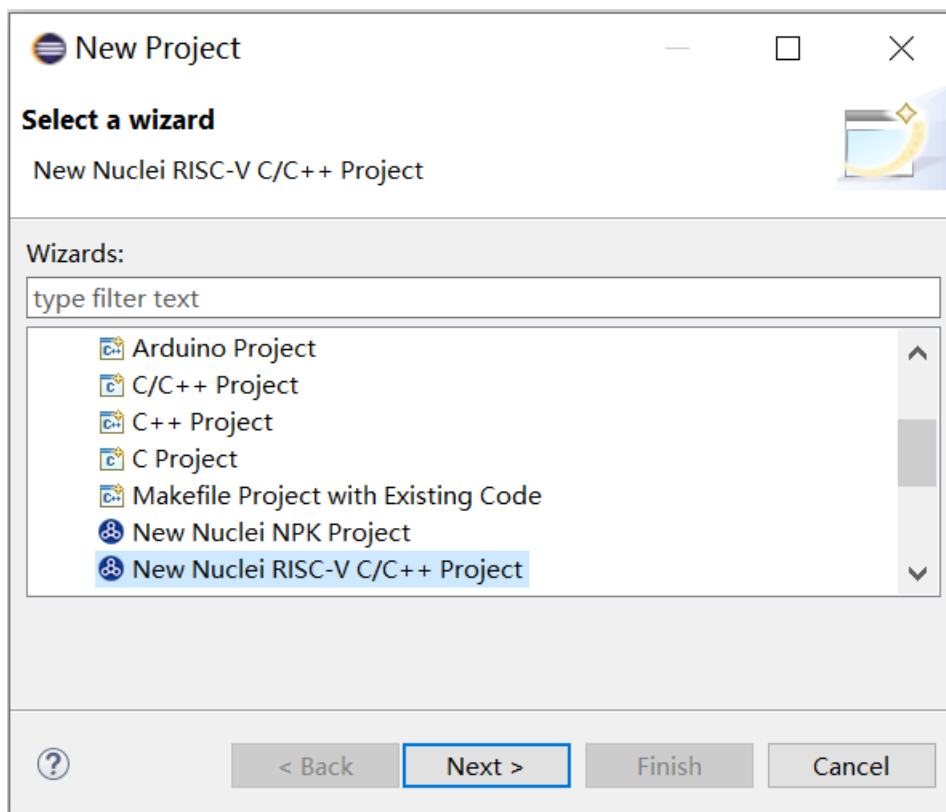 New Project
Select a wizard
New Nuclei RISC-V C/C++ Project
Wizards:
type filter text
Arduino Project
C/C++ Project
C++ Project
C Project
Makefile Project with Existing Code
New Nuclei NPK Project
New Nuclei RISC-V C/C++ Project
< Back Next > Finish Cancel